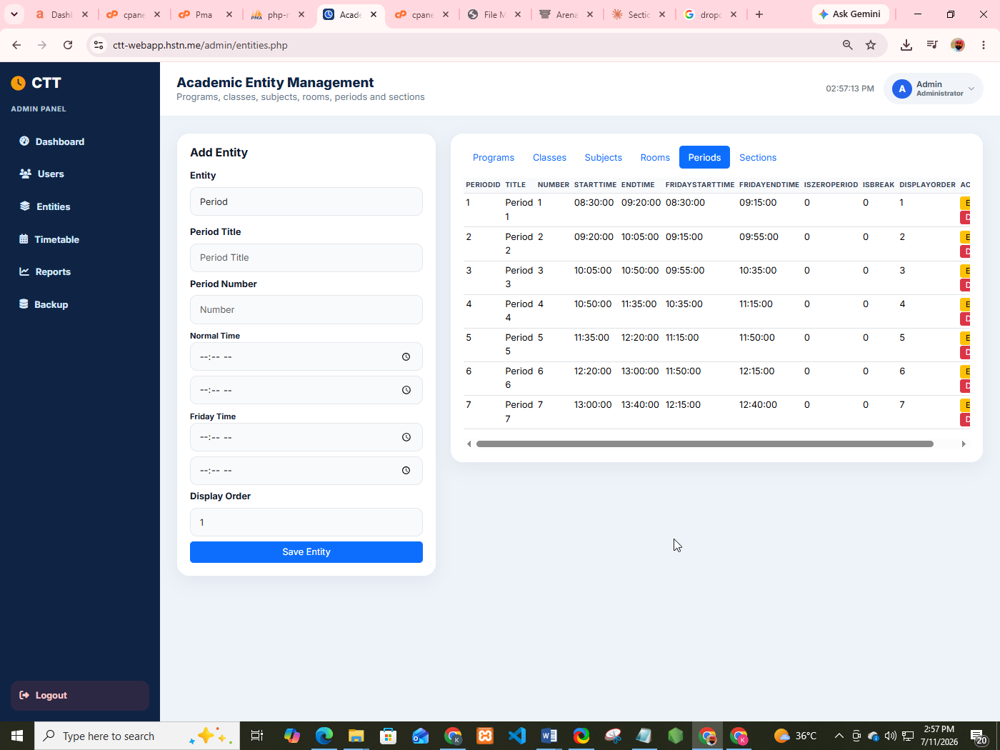 Dashb
cpane
Pma
php-r
Acade
cpane
File M
Arena
Sectio
dropd
Ask Gemini
ctt-webapp.hstn.me/admin/entities.php
CTT
ADMIN PANEL
Dashboard
Users
Entities
Timetable
Reports
Backup
Logout
Academic Entity Management
Programs, classes, subjects, rooms, periods and sections
02:57:13 PM
A
Admin
Administrator
Add Entity
Entity
Period
Period Title
Period Title
Period Number
Number
Normal Time
--:-- --
--:-- --
Friday Time
--:-- --
--:-- --
Display Order
1
Save Entity
Programs Classes Subjects Rooms Periods Sections
PERIODID TITLE NUMBER STARTTIME ENDTIME FRIDAYSTARTTIME FRIDAYENDTIME ISZEROPERIOD ISBREAK DISPLAYORDER AC
1 Period 1 1 08:30:00 09:20:00 08:30:00 09:15:00 0 0 1 E D
2 Period 2 2 09:20:00 10:05:00 09:15:00 09:55:00 0 0 2 E D
3 Period 3 3 10:05:00 10:50:00 09:55:00 10:35:00 0 0 3 E D
4 Period 4 4 10:50:00 11:35:00 10:35:00 11:15:00 0 0 4 E D
5 Period 5 5 11:35:00 12:20:00 11:15:00 11:50:00 0 0 5 E D
6 Period 6 6 12:20:00 13:00:00 11:50:00 12:15:00 0 0 6 E D
7 Period 7 7 13:00:00 13:40:00 12:15:00 12:40:00 0 0 7 E D
Type here to search
36°C
2:57 PM
7/11/2026
20